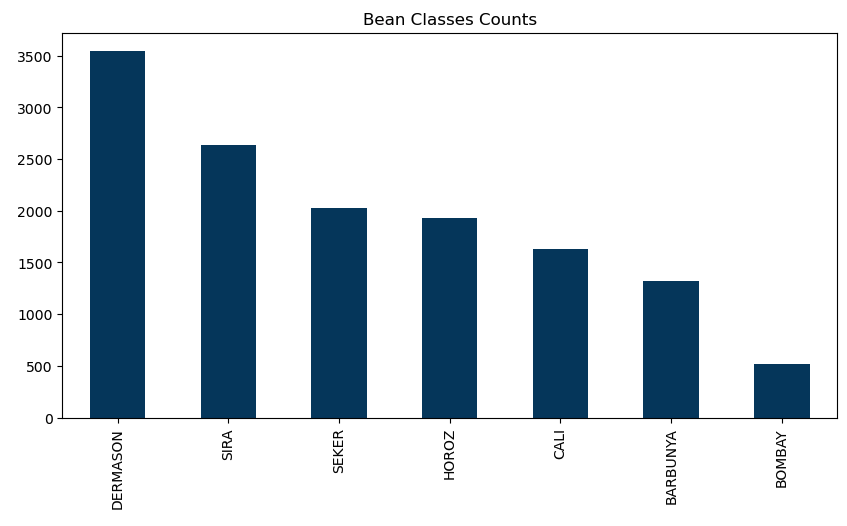 Bean Classes Counts
3500
3000
2500
2000
1500
1000
500
0
DERMASON
SIRA
SEKER
HOROZ
CALI
BARBUNYA
BOMBAY